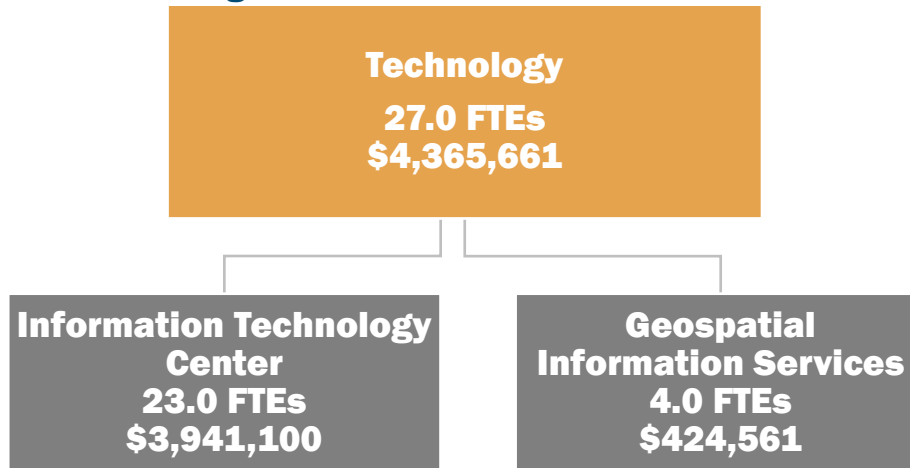 Technology
27.0 FTEs
$4,365,661
Information Technology
Center
23.0 FTEs
$3,941,100
Geospatial
Information Services
4.0 FTEs
$424,561